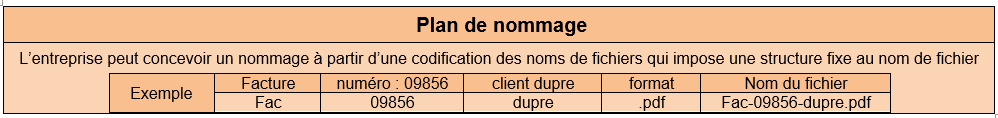 Plan de nommage
L'entreprise peut concevoir un nommage à partir d'une codification des noms de fichiers qui impose une structure fixe au nom de fichier
Exemple
Facture numéro : 09856 client dupre format Nom du fichier
Fac 09856 dupre .pdf Fac-09856-dupre.pdf